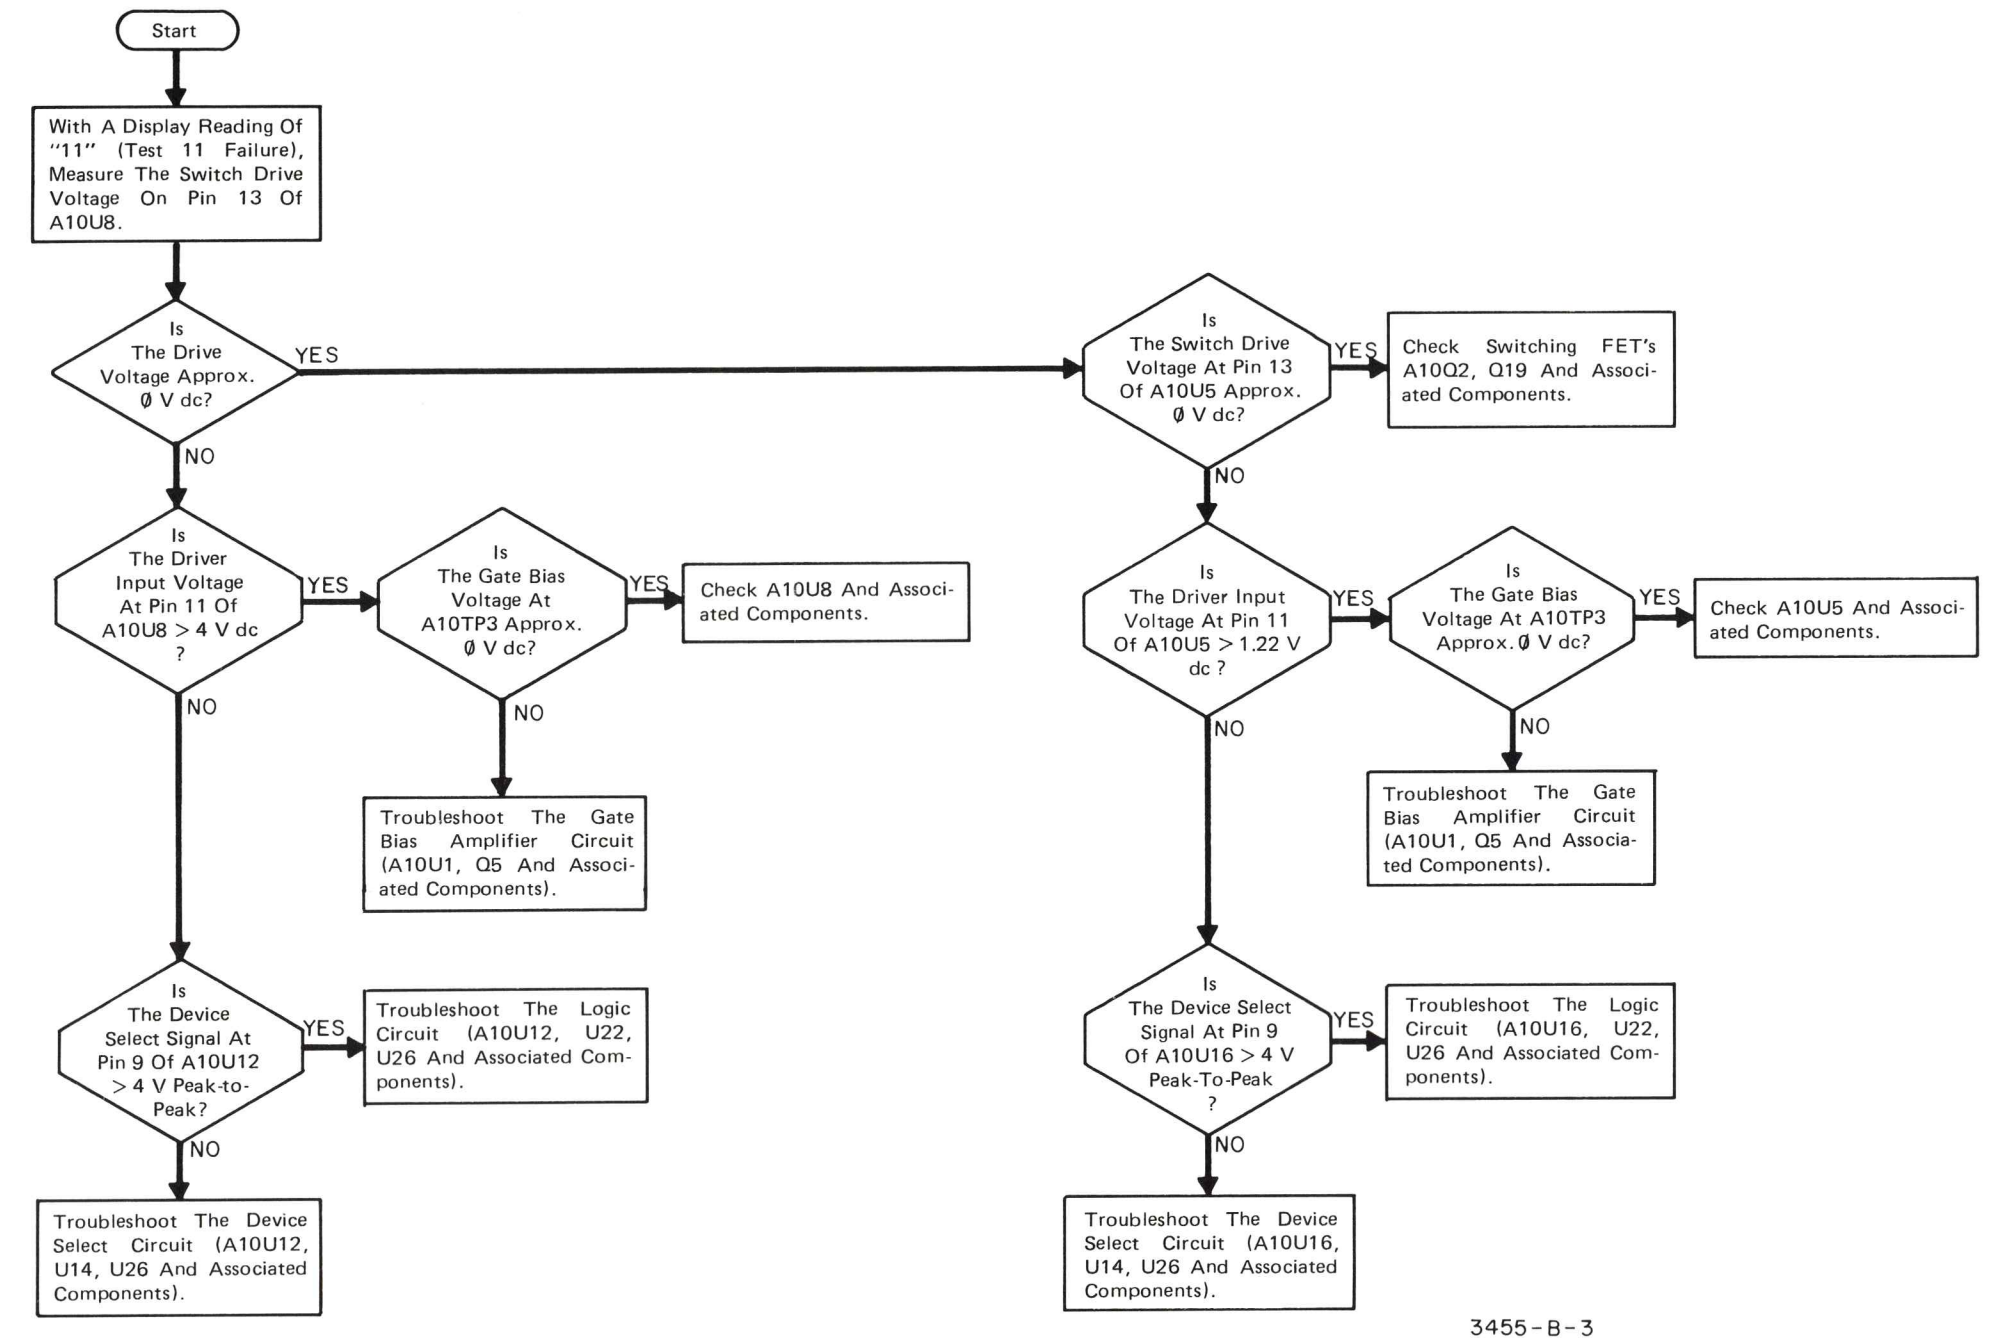 Start
With A Display Reading Of
"11" (Test 11 Failure),
Measure The Switch Drive
Voltage On Pin 13 Of
A10U8.
Is
The Drive
Voltage Approx.
Ø V dc?
YES
NO
Is
The Switch Drive
Voltage At Pin 13
Of A10U5 Approx.
Ø V dc?
YES
NO
Check Switching FET's
A10Q2, Q19 And Associ-
ated Components.
Is
The Driver
Input Voltage
At Pin 11 Of
A10U8 > 4 V dc
?
YES
NO
Is
The Gate Bias
Voltage At
A10TP3 Approx.
Ø V dc?
YES
NO
Check A10U8 And Associ-
ated Components.
Troubleshoot The Gate
Bias Amplifier Circuit
(A10U1, Q5 And Associ-
ated Components).
Is
The Driver Input
Voltage At Pin 11
Of A10U5 > 1.22 V
dc ?
YES
NO
Is
The Gate Bias
Voltage At A10TP3
Approx. Ø V dc?
YES
NO
Check A10U5 And Associ-
ated Components.
Troubleshoot The Gate
Bias Amplifier Circuit
(A10U1, Q5 And Associa-
ted Components).
Is
The Device
Select Signal At
Pin 9 Of A10U12
> 4 V Peak-to-
Peak?
YES
NO
Troubleshoot The Logic
Circuit (A10U12, U22,
U26 And Associated Com-
ponents).
Troubleshoot The Device
Select Circuit (A10U12,
U14, U26 And Associated
Components).
Is
The Device Select
Signal At Pin 9
Of A10U16 > 4 V
Peak-To-Peak
?
YES
NO
Troubleshoot The Logic
Circuit (A10U16, U22,
U26 And Associated Com-
ponents).
Troubleshoot The Device
Select Circuit (A10U16,
U14, U26 And Associated
Components).
3455-B-3